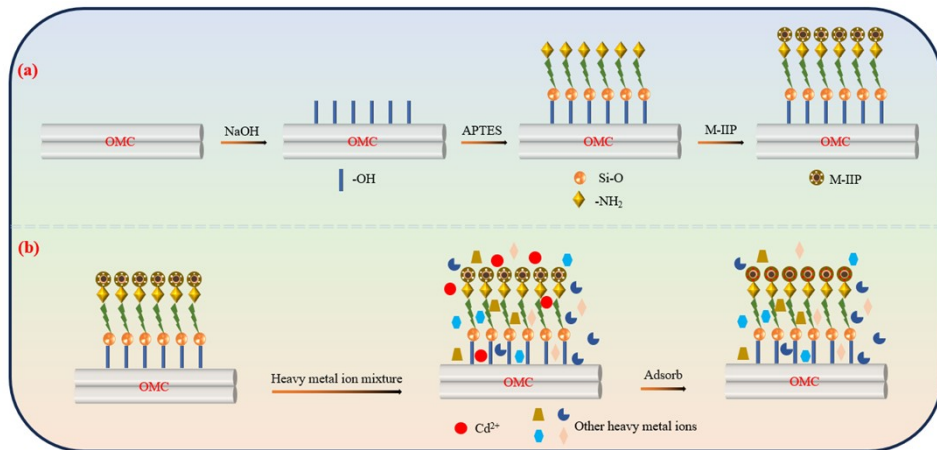 (a)
OMC
NaOH
OMC
-OH
APTES
OMC
Si-O
-NH₂
M-IIP
OMC
M-IIP
(b)
OMC
Heavy metal ion mixture
OMC
Cd²⁺
Other heavy metal ions
Adsorb
OMC